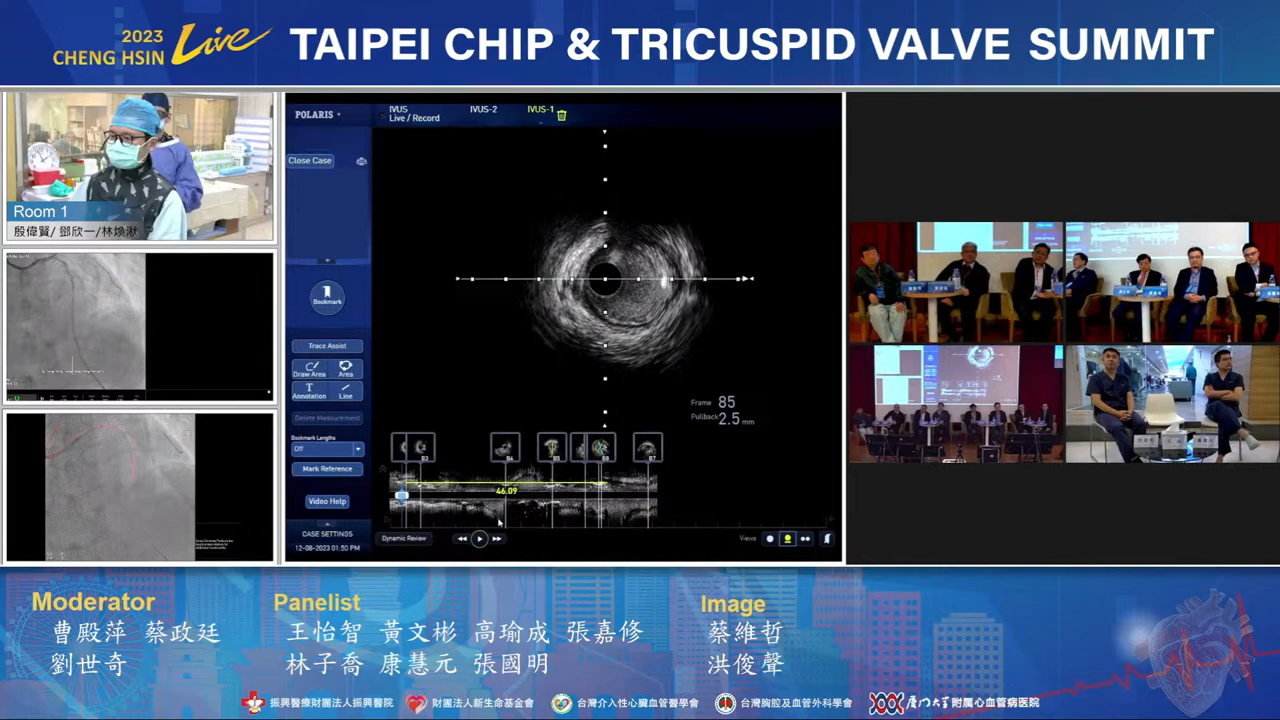 2023
CHENG HSIN
Live
TAIPEI CHIP & TRICUSPID VALVE SUMMIT
Room 1
殷偉賢/ 鄧欣一/林煥湫
POLARIS
IVUS
Live / Record
IVUS-2
IVUS-1
Close Case
Bookmark
Trace Assist
Draw Area
Area
Annotation
Line
Delete Measurement
Bookmark Lengths
Off
Mark Reference
Video Help
CASE SETTINGS
12-08-2023 01:50 PM
Frame 85
Pullback 2.5 mm
46.09
Dynamic Review
Views
Moderator
曹殿萍 蔡政廷
劉世奇
Panelist
王怡智 黃文彬 高瑜成 張嘉修
林子喬 康慧元 張國明
Image
蔡維哲
洪俊聲
振興醫療財團法人振興醫院
財團法人新生命基金會
台灣介入性心臟血管醫學會
台灣胸腔及血管外科學會
廈门大學附属心血管病医院